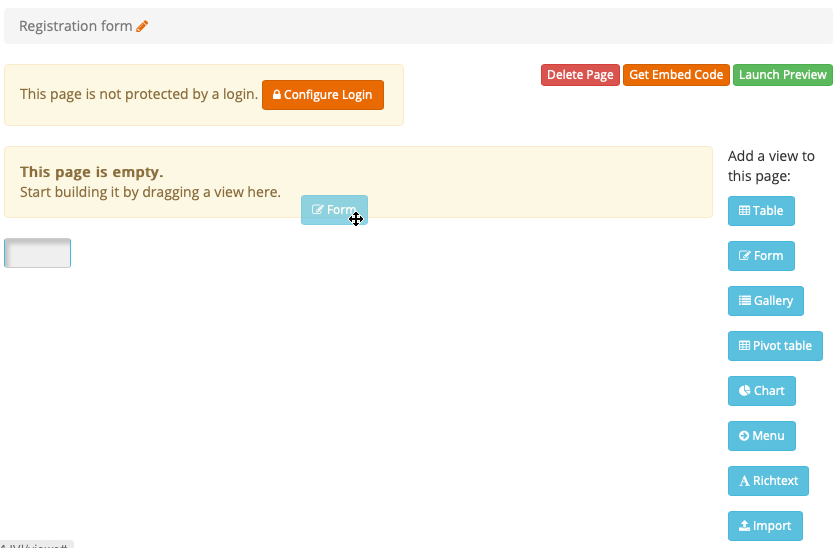 Registration form
This page is not protected by a login. Configure Login
Delete Page Get Embed Code Launch Preview
This page is empty.
Start building it by dragging a view here.
Form
Add a view to
this page:
Table
Form
Gallery
Pivot table
Chart
Menu
Richtext
Import